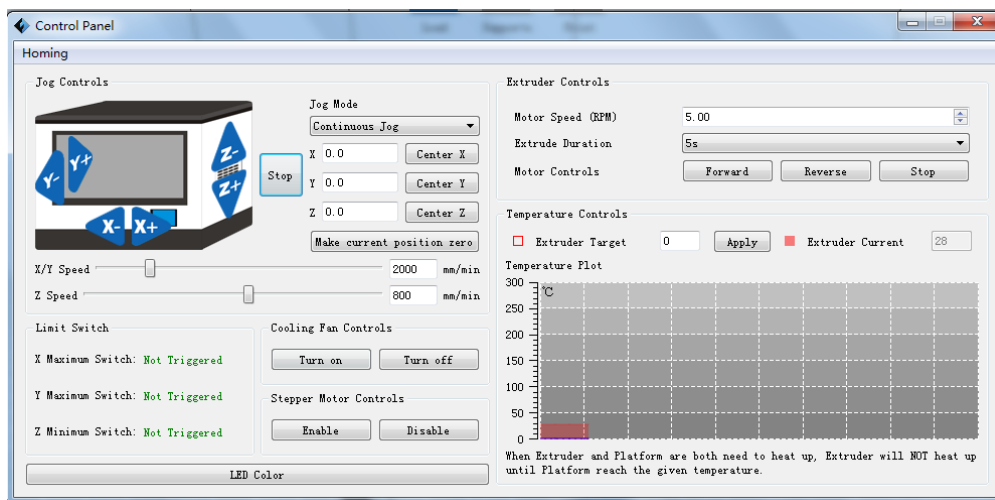 Control Panel
Homing
Jog Controls
Y-
Y+
Z-
Z+
X-
X+
Stop
Jog Mode
Continuous Jog
X 0.0 Center X
Y 0.0 Center Y
Z 0.0 Center Z
Make current position zero
X/Y Speed 2000 mm/min
Z Speed 800 mm/min
Limit Switch
X Maximum Switch: Not Triggered
Y Maximum Switch: Not Triggered
Z Minimum Switch: Not Triggered
Cooling Fan Controls
Turn on Turn off
Stepper Motor Controls
Enable Disable
LED Color
Extruder Controls
Motor Speed (RPM) 5.00
Extrude Duration 5s
Motor Controls Forward Reverse Stop
Temperature Controls
Extruder Target 0 Apply Extruder Current 28
Temperature Plot
℃
300
250
200
150
100
50
0
When Extruder and Platform are both need to heat up, Extruder will NOT heat up
until Platform reach the given temperature.